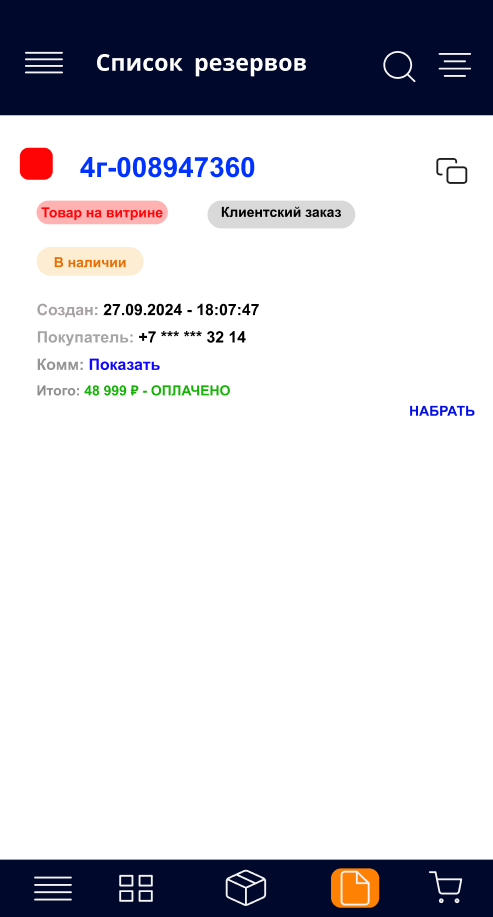 Список резервов
4г-008947360
Товар на витрине
Клиентский заказ
В наличии
Создан: 27.09.2024 - 18:07:47
Покупатель: +7 *** *** 32 14
Комм: Показать
Итого: 48 999 ₽ - ОПЛАЧЕНО
НАБРАТЬ